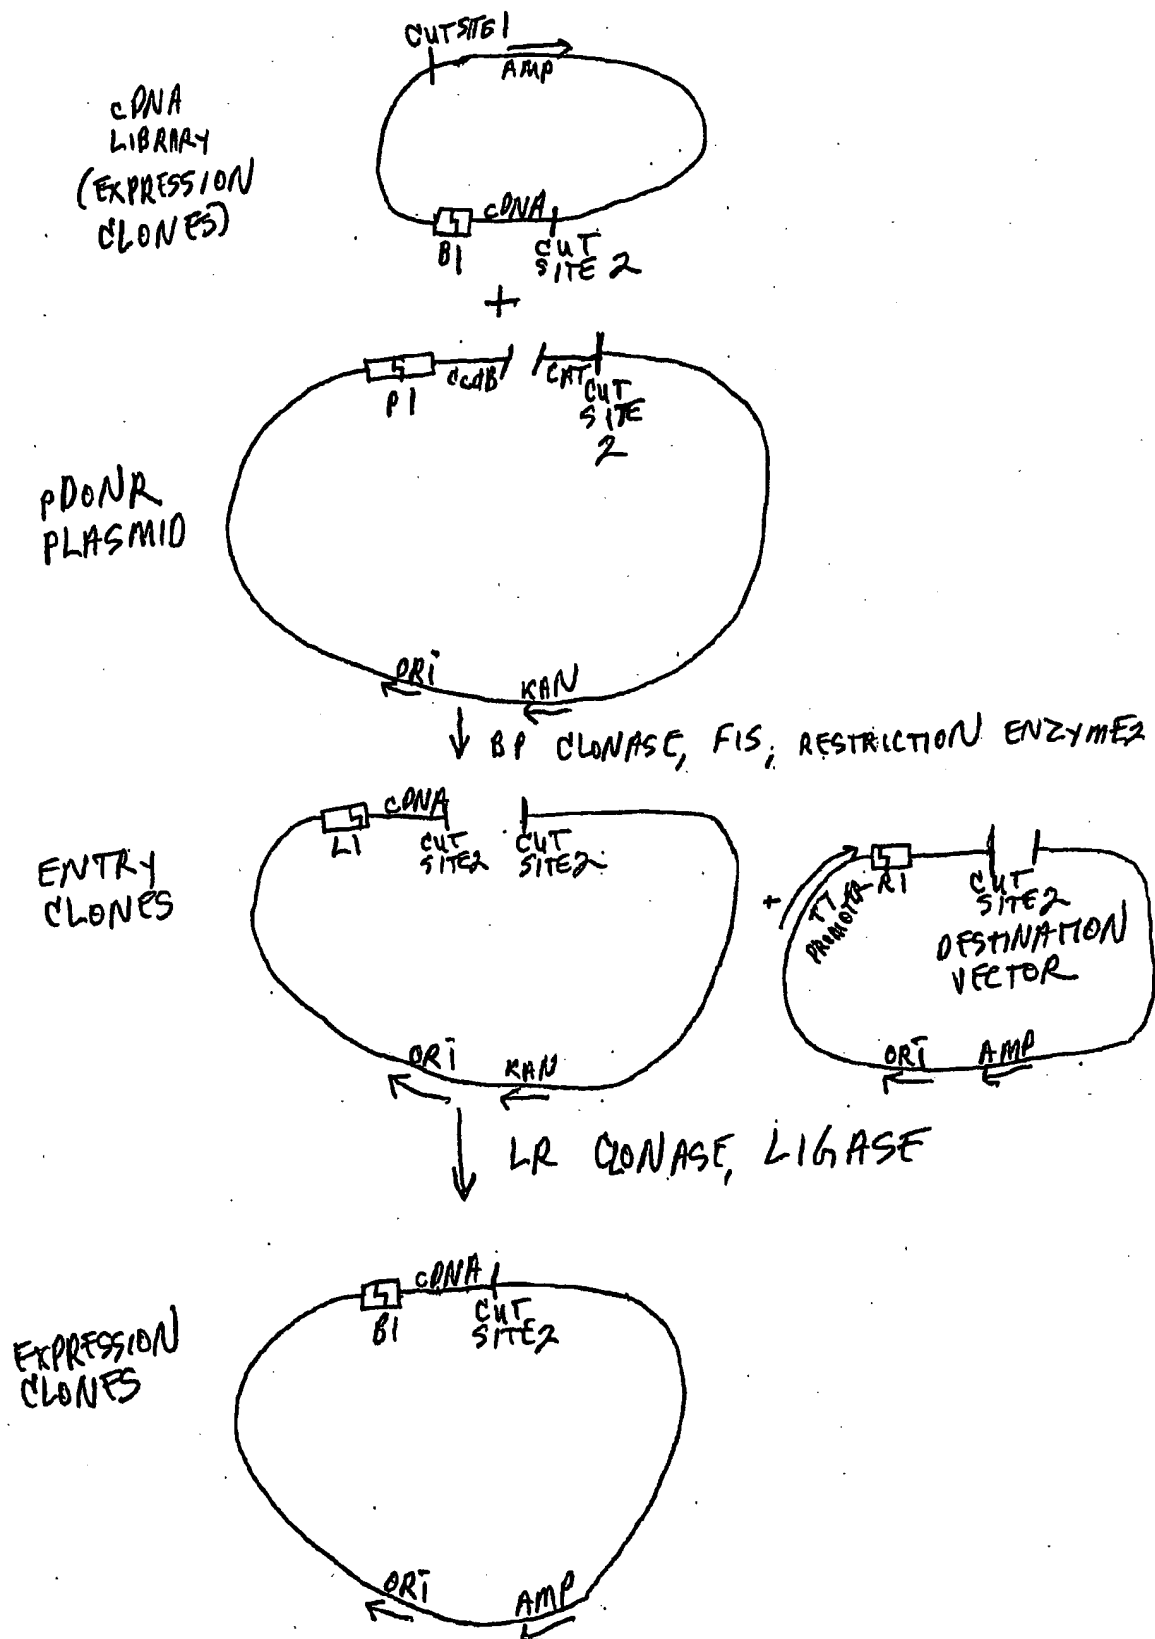 CUT SITE 1
AMP
cDNA
LIBRARY
(EXPRESSION
CLONES)
cDNA
B1
CUT
SITE 2
+
P1
CcdB
CAT
CUT
SITE
2
pDONR
PLASMID
ORI
KAN
BP CLONASE, FIS, RESTRICTION ENZYME2
ENTRY
CLONES
L1
cDNA
CUT
SITE2
CUT
SITE2
ORI
KAN
+
T7
PROMOTER
R1
CUT
SITE2
DESTINATION
VECTOR
ORI
AMP
LR CLONASE, LIGASE
EXPRESSION
CLONES
cDNA
B1
CUT
SITE2
ORI
AMP